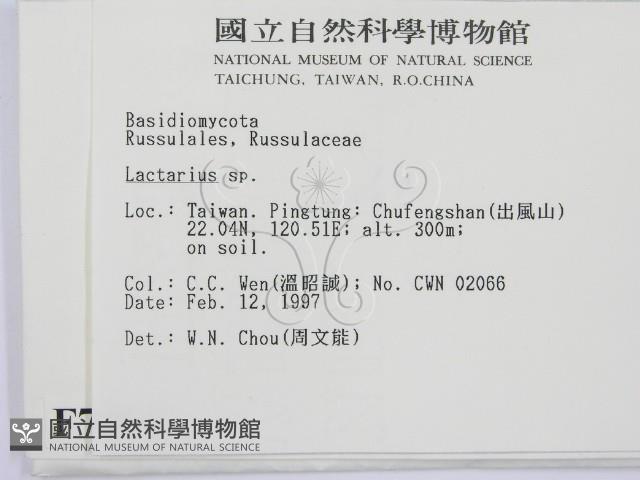 國立自然科學博物館
NATIONAL MUSEUM OF NATURAL SCIENCE
TAICHUNG, TAIWAN, R.O.CHINA
Basidiomycota
Russulales, Russulaceae
Lactarius sp.
Loc.: Taiwan. Pingtung: Chufengshan(出風山)
22.04N, 120.51E; alt. 300m;
on soil.
Col.: C.C. Wen(溫昭誠); No. CWN 02066
Date: Feb. 12, 1997
Det.: W.N. Chou(周文能)
國立自然科學博物館
NATIONAL MUSEUM OF NATURAL SCIENCE